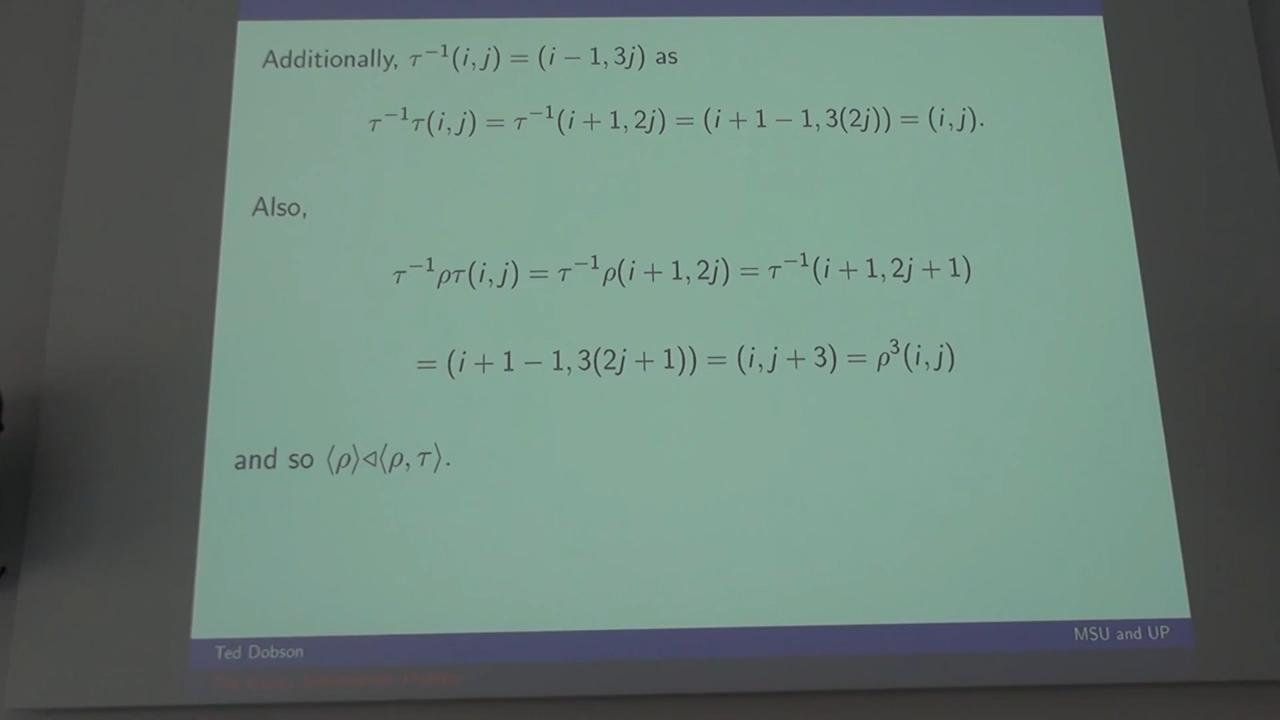 Additionally, τ⁻¹(i, j) = (i − 1, 3j) as
τ⁻¹τ(i, j) = τ⁻¹(i + 1, 2j) = (i + 1 − 1, 3(2j)) = (i, j).
Also,
τ⁻¹ρτ(i, j) = τ⁻¹ρ(i + 1, 2j) = τ⁻¹(i + 1, 2j + 1)
= (i + 1 − 1, 3(2j + 1)) = (i, j + 3) = ρ³(i, j)
and so ⟨ρ⟩◁⟨ρ, τ⟩.
Ted Dobson
MSU and UP